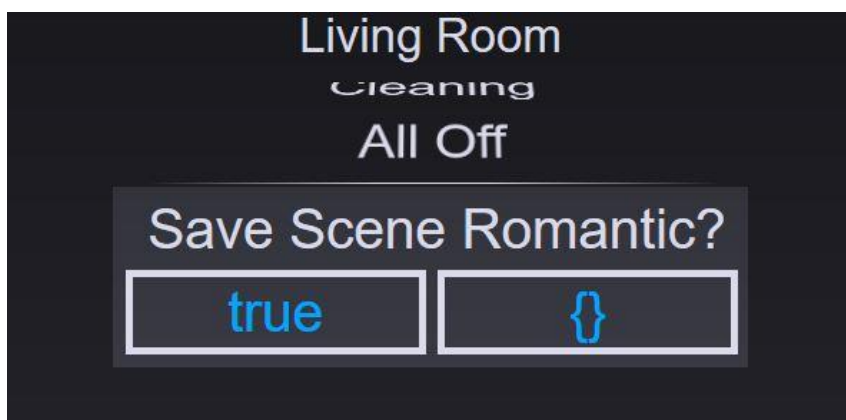 Living Room
Cleaning
All Off
Save Scene Romantic?
true
{}